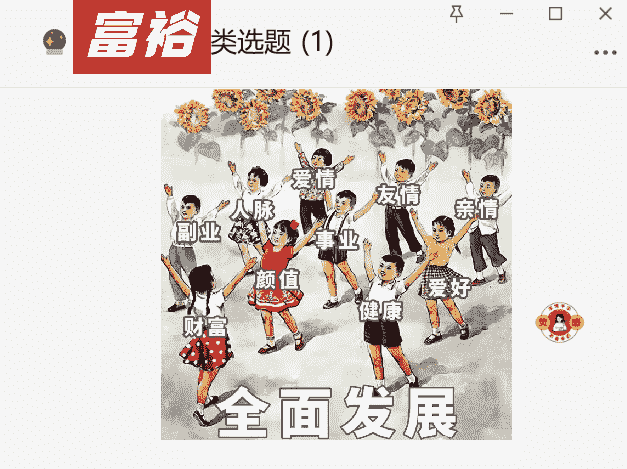 富裕类选题 (1)
爱情
友情
人脉
亲情
副业
事业
颜值
爱好
健康
财富
全面发展